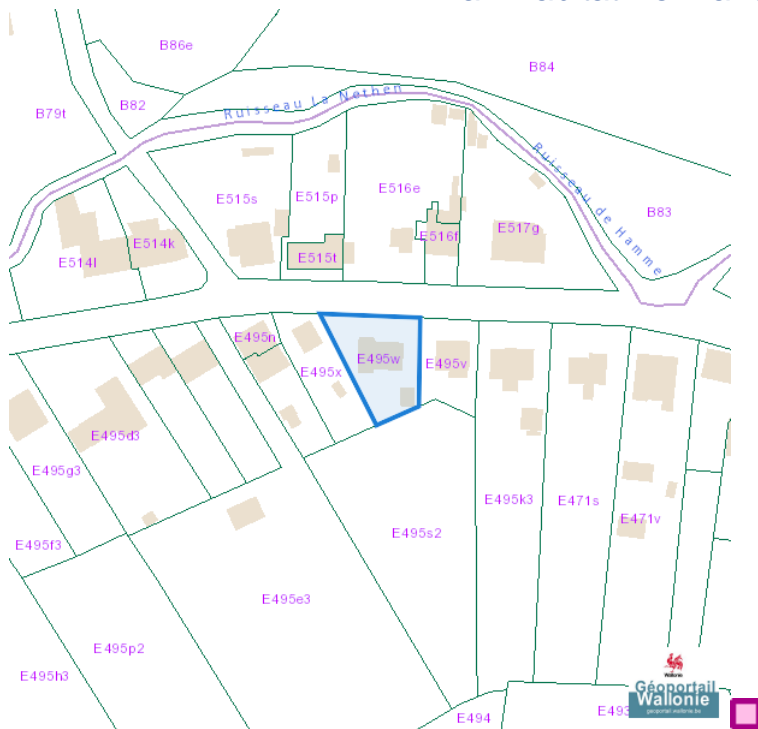 B86e
B84
B79t
B82
Ruisseau La Nethen
Ruisseau de Hamme
E515s
E515p
E516e
B83
E514l
E514k
E515t
E516f
E517g
E495n
E495x
E495w
E495v
E495d3
E495g3
E495k3
E471s
E471v
E495f3
E495s2
E495e3
E495p2
E495h3
E494
E493
Wallonie
Géoportail
Wallonie
geoportail.wallonie.be